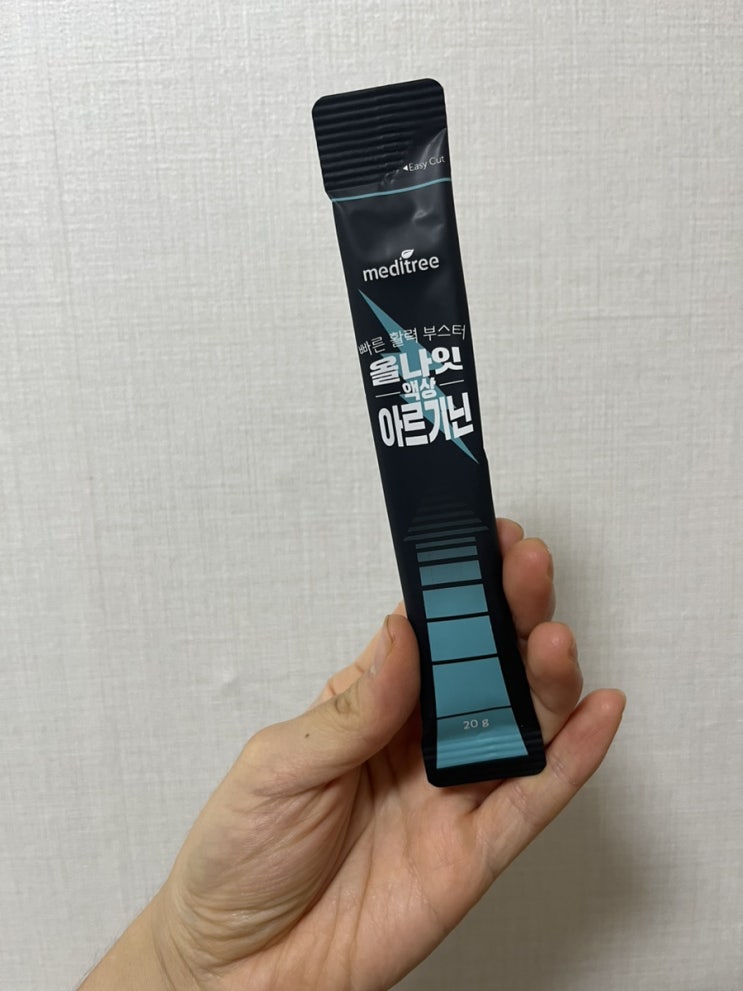 ◄Easy Cut
meditree
빠른 활력 부스터
올나잇
액상
아르기닌
20 g